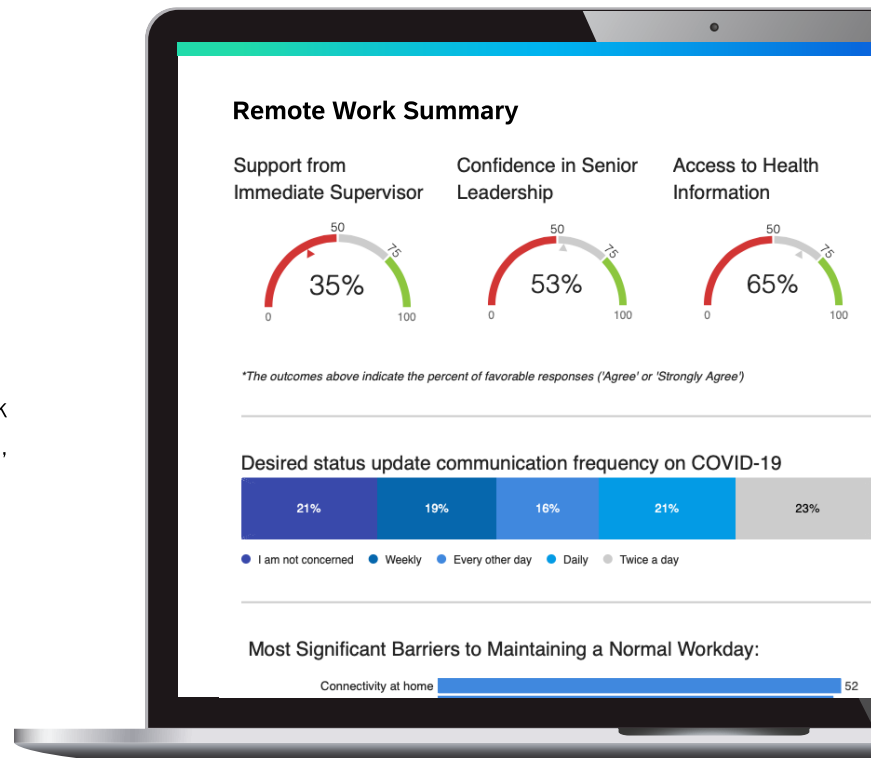 Remote Work Summary
Support from
Immediate Supervisor
Confidence in Senior
Leadership
Access to Health
Information
50
75
35%
0
100
50
75
53%
0
100
50
75
65%
0
100
*The outcomes above indicate the percent of favorable responses ('Agree' or 'Strongly Agree')
k
,
Desired status update communication frequency on COVID-19
21%
19%
16%
21%
23%
I am not concerned
Weekly
Every other day
Daily
Twice a day
Most Significant Barriers to Maintaining a Normal Workday:
Connectivity at home
52